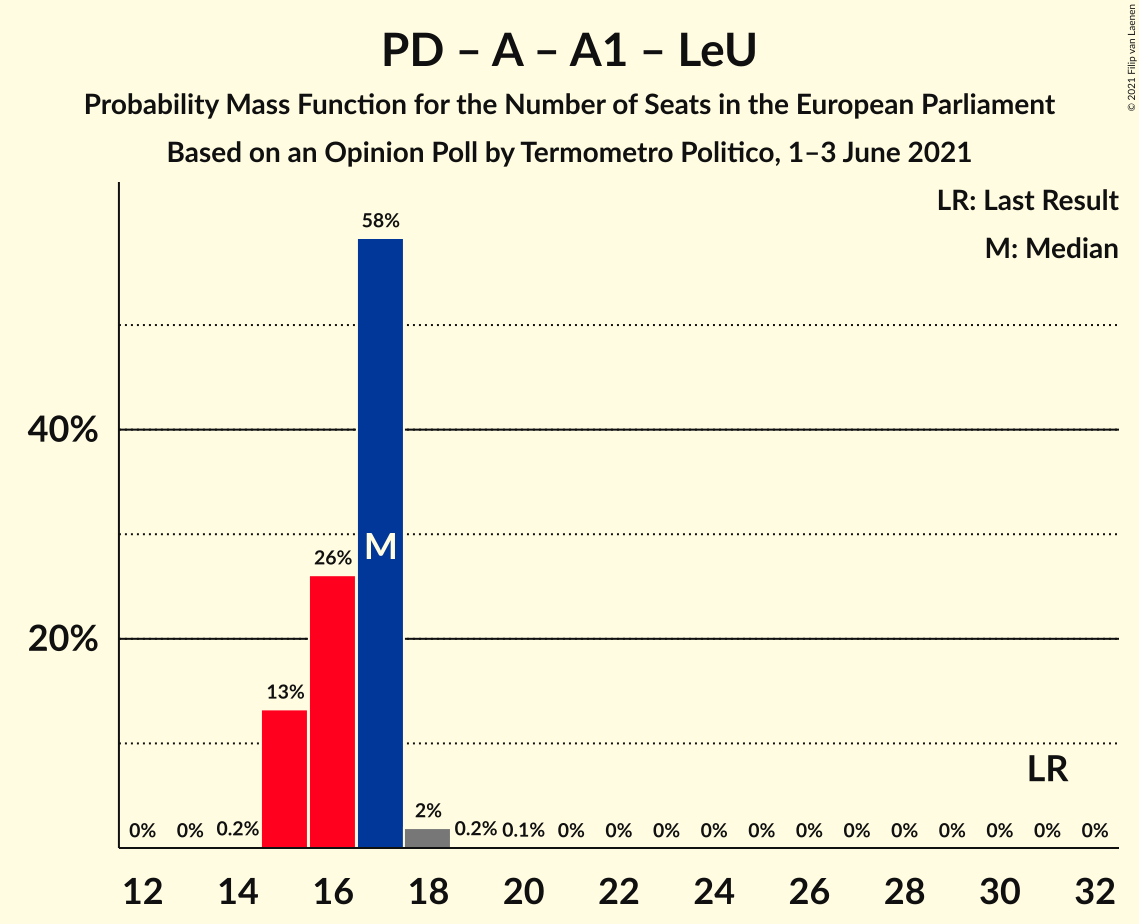 PD – A – A1 – LeU
Probability Mass Function for the Number of Seats in the European Parliament
Based on an Opinion Poll by Termometro Politico, 1–3 June 2021
© 2021 Filip van Laenen
LR: Last Result
M: Median
58%
40%
M
26%
20%
13%
LR
0% 0% 0.2% 2% 0.2% 0.1% 0% 0% 0% 0% 0% 0% 0% 0% 0% 0% 0% 0%
12 14 16 18 20 22 24 26 28 30 32